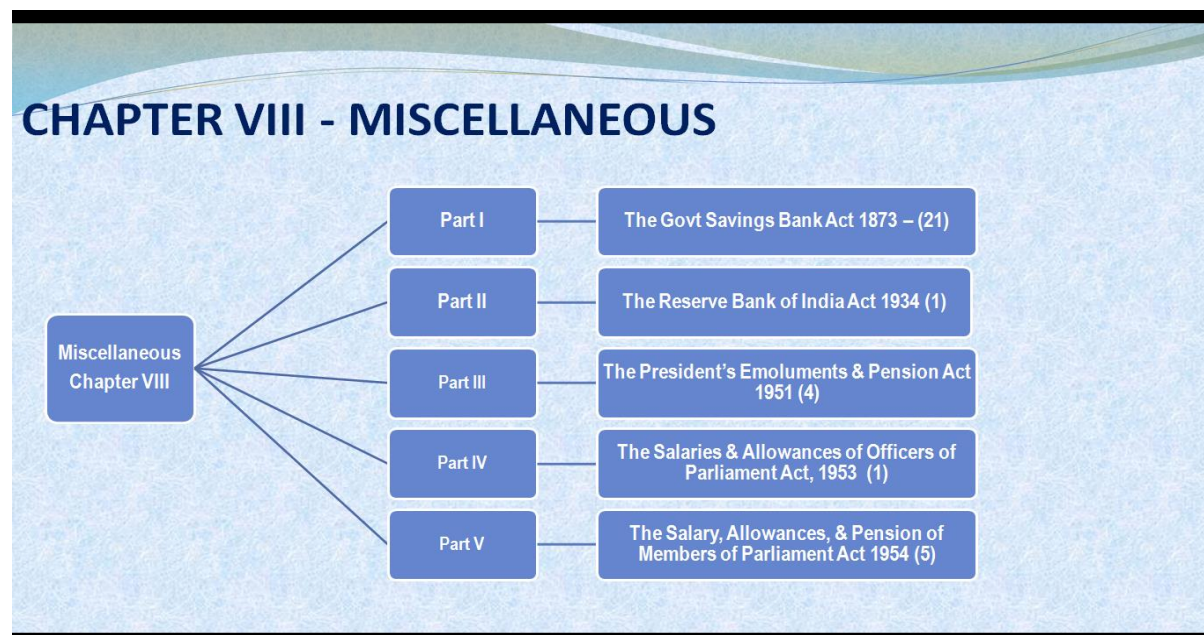 CHAPTER VIII - MISCELLANEOUS
Miscellaneous
Chapter VIII
Part I
The Govt Savings Bank Act 1873 – (21)
Part II
The Reserve Bank of India Act 1934 (1)
Part III
The President’s Emoluments & Pension Act
1951 (4)
Part IV
The Salaries & Allowances of Officers of
Parliament Act, 1953 (1)
Part V
The Salary, Allowances, & Pension of
Members of Parliament Act 1954 (5)